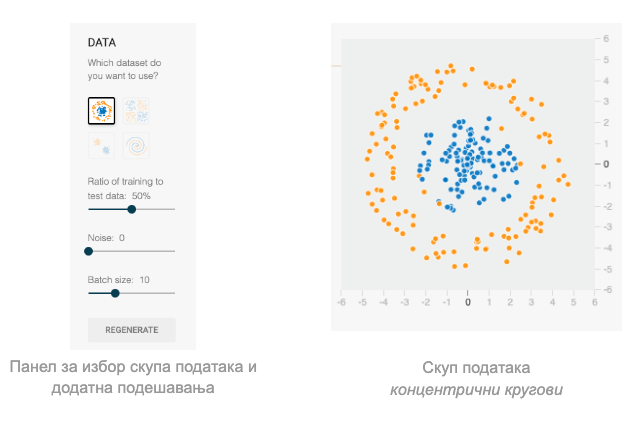 DATA
Which dataset do
you want to use?
Ratio of training to
test data: 50%
Noise: 0
Batch size: 10
REGENERATE
Панел за избор скупа података и
додатна подешавања
6
5
4
3
2
1
0
-1
-2
-3
-4
-5
-6
-6 -5 -4 -3 -2 -1 0 1 2 3 4 5 6
Скуп података
концентрични кругови